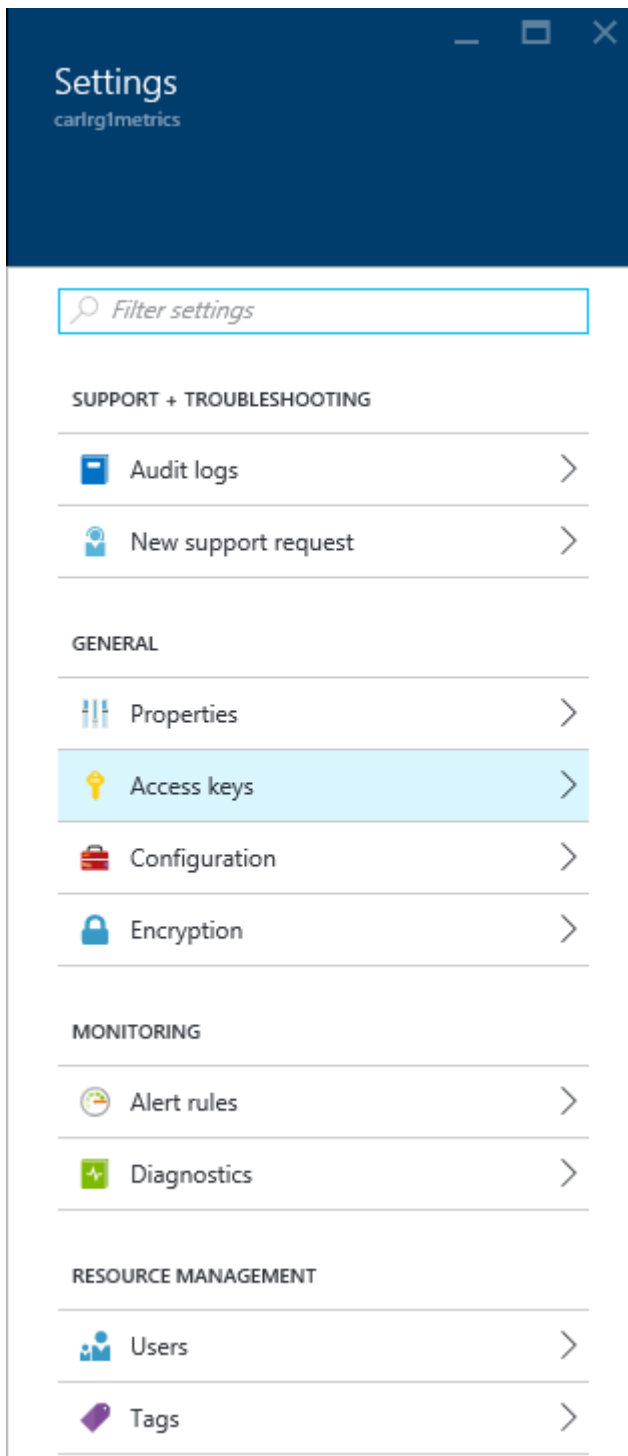 Settings
carlrg1metrics
Filter settings
SUPPORT + TROUBLESHOOTING
Audit logs
New support request
GENERAL
Properties
Access keys
Configuration
Encryption
MONITORING
Alert rules
Diagnostics
RESOURCE MANAGEMENT
Users
Tags